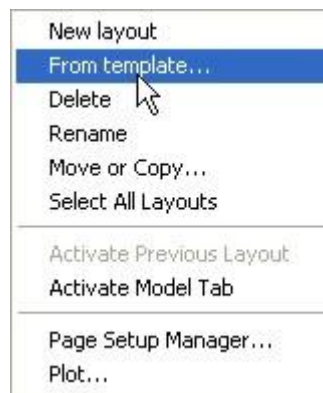 New layout
From template...
Delete
Rename
Move or Copy...
Select All Layouts
Activate Previous Layout
Activate Model Tab
Page Setup Manager...
Plot...